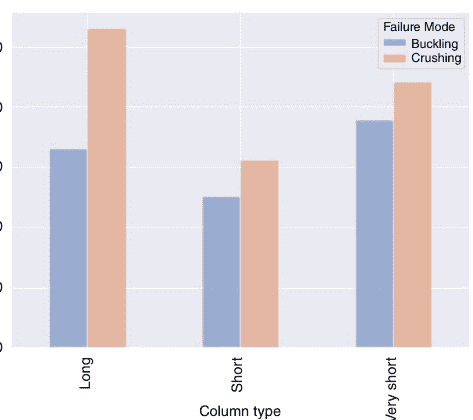 Failure Mode
Buckling
Crushing
Long
Short
Very short
Column type